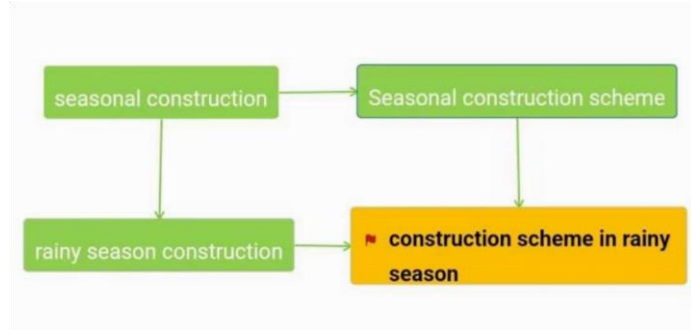 seasonal construction
Seasonal construction scheme
rainy season construction
construction scheme in rainy
season